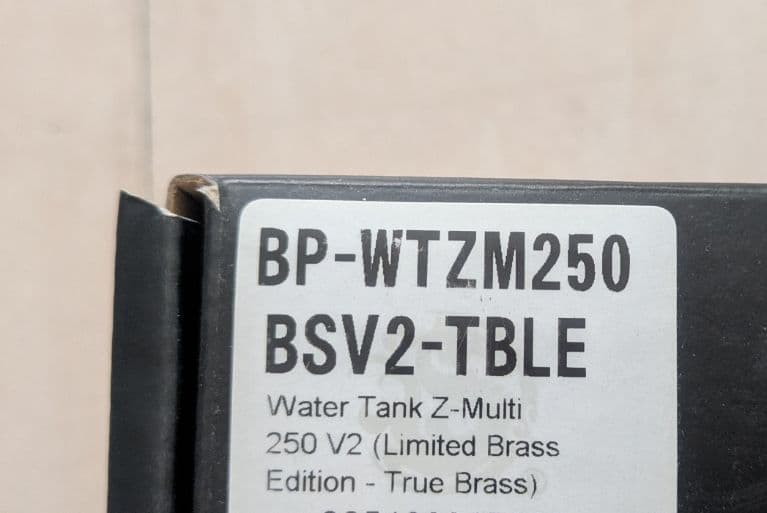 BP-WTZM250
BSV2-TBLE
Water Tank Z-Multi
250 V2 (Limited Brass
Edition - True Brass)